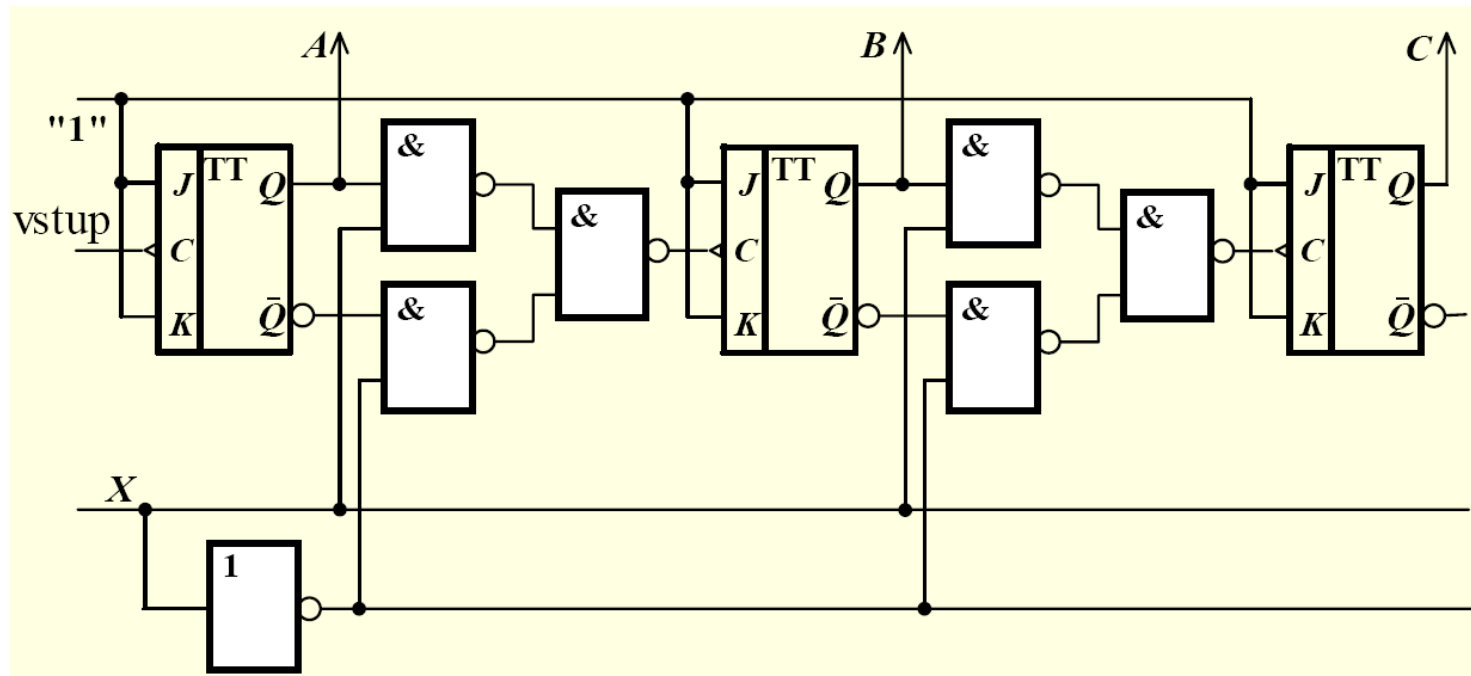 A B C
"1"
& &
J TT Q J TT Q J TT Q
& &
vstup C C C
& &
K Q̄ K Q̄ K Q̄
X
1